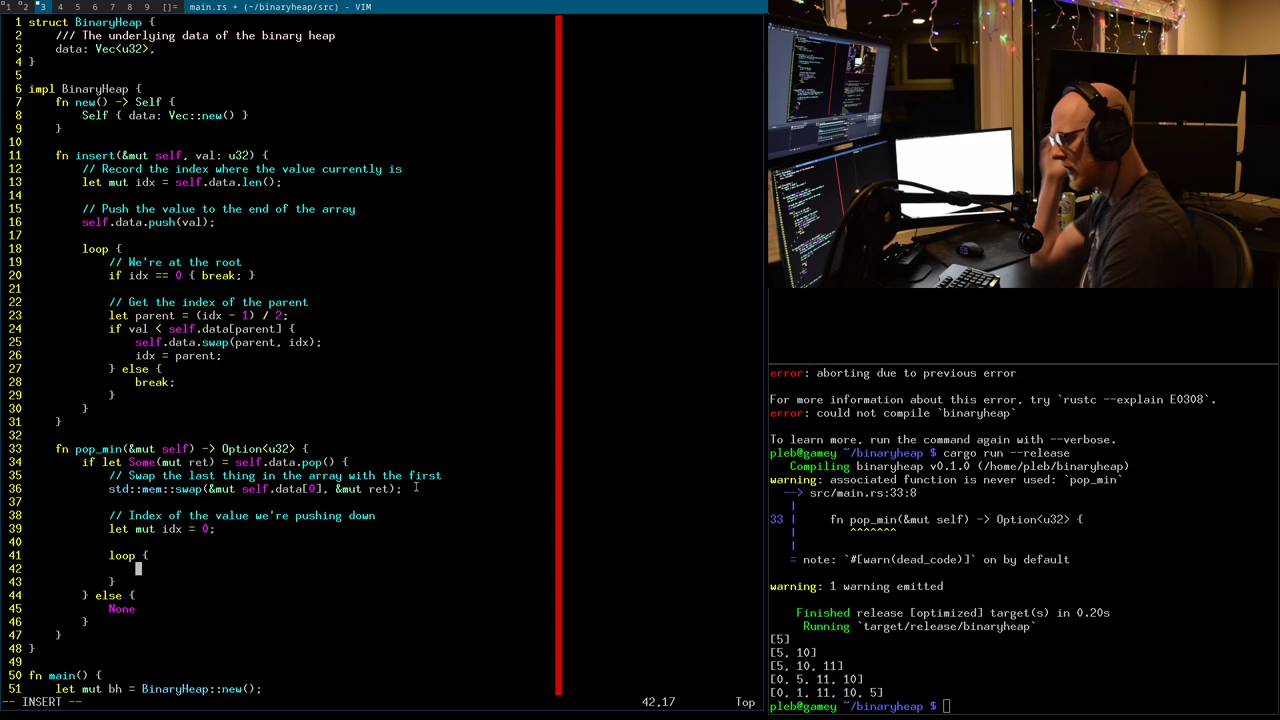 1 2 3 4 5 6 7 8 9 []= main.rs + (~/binaryheap/src) - VIM
1 struct BinaryHeap {
2     /// The underlying data of the binary heap
3     data: Vec<u32>,
4 }
5
6 impl BinaryHeap {
7     fn new() -> Self {
8         Self { data: Vec::new() }
9     }
10
11     fn insert(&mut self, val: u32) {
12         // Record the index where the value currently is
13         let mut idx = self.data.len();
14
15         // Push the value to the end of the array
16         self.data.push(val);
17
18         loop {
19             // We're at the root
20             if idx == 0 { break; }
21
22             // Get the index of the parent
23             let parent = (idx - 1) / 2;
24             if val < self.data[parent] {
25                 self.data.swap(parent, idx);
26                 idx = parent;
27             } else {
28                 break;
29             }
30         }
31     }
32
33     fn pop_min(&mut self) -> Option<u32> {
34         if let Some(mut ret) = self.data.pop() {
35             // Swap the last thing in the array with the first
36             std::mem::swap(&mut self.data[0], &mut ret);
37
38             // Index of the value we're pushing down
39             let mut idx = 0;
40
41             loop {
42
43             }
44         } else {
45             None
46         }
47     }
48 }
49
50 fn main() {
51     let mut bh = BinaryHeap::new();
-- INSERT -- 42,17 Top
error: aborting due to previous error
For more information about this error, try `rustc --explain E0308`.
error: could not compile `binaryheap`
To learn more, run the command again with --verbose.
pleb@gamey ~/binaryheap $ cargo run --release
Compiling binaryheap v0.1.0 (/home/pleb/binaryheap)
warning: associated function is never used: `pop_min`
--> src/main.rs:33:8
|
33 |     fn pop_min(&mut self) -> Option<u32> {
|        ^^^^^^^
|
= note: `#[warn(dead_code)]` on by default
warning: 1 warning emitted
Finished release [optimized] target(s) in 0.20s
Running `target/release/binaryheap`
[5]
[5, 10]
[5, 10, 11]
[0, 5, 11, 10]
[0, 1, 11, 10, 5]
pleb@gamey ~/binaryheap $